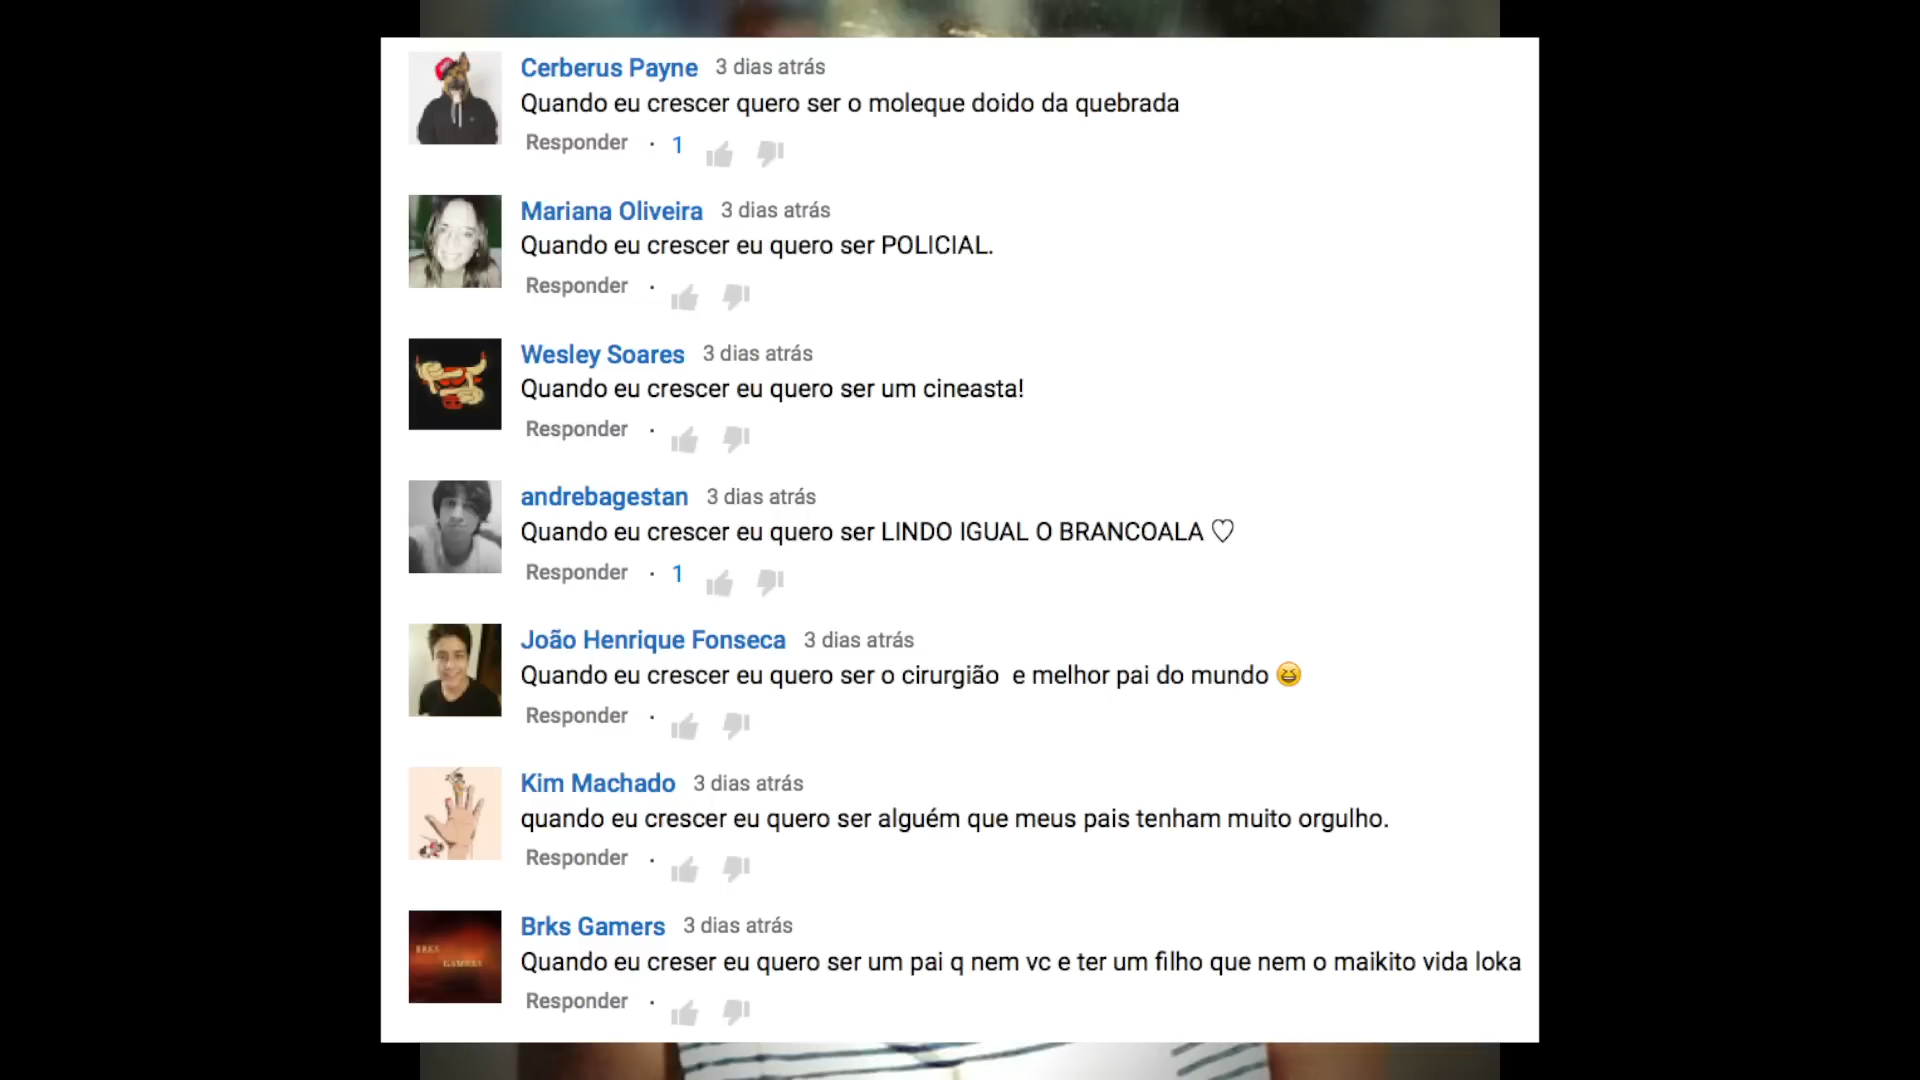 Cerberus Payne 3 dias atrás
Quando eu crescer quero ser o moleque doido da quebrada
Responder · 1
Mariana Oliveira 3 dias atrás
Quando eu crescer eu quero ser POLICIAL.
Responder ·
Wesley Soares 3 dias atrás
Quando eu crescer eu quero ser um cineasta!
Responder ·
andrebagestan 3 dias atrás
Quando eu crescer eu quero ser LINDO IGUAL O BRANCOALA ♡
Responder · 1
João Henrique Fonseca 3 dias atrás
Quando eu crescer eu quero ser o cirurgião  e melhor pai do mundo 😆
Responder ·
Kim Machado 3 dias atrás
quando eu crescer eu quero ser alguém que meus pais tenham muito orgulho.
Responder ·
BRKS
GAMERS
Brks Gamers 3 dias atrás
Quando eu creser eu quero ser um pai q nem vc e ter um filho que nem o maikito vida loka
Responder ·